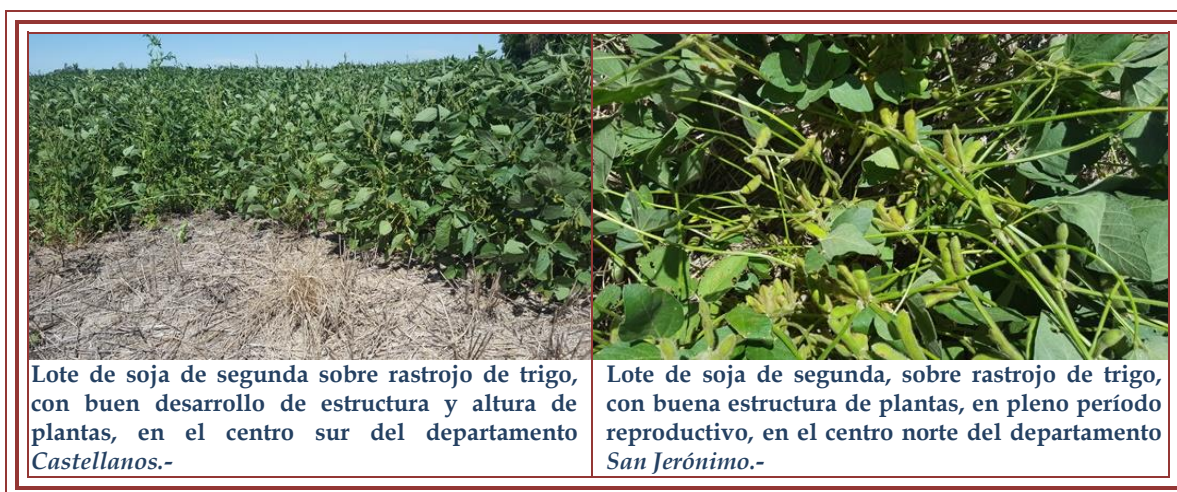 Lote de soja de segunda sobre rastrojo de trigo,
con buen desarrollo de estructura y altura de
plantas, en el centro sur del departamento
Castellanos.-
Lote de soja de segunda, sobre rastrojo de trigo,
con buena estructura de plantas, en pleno período
reproductivo, en el centro norte del departamento
San Jerónimo.-